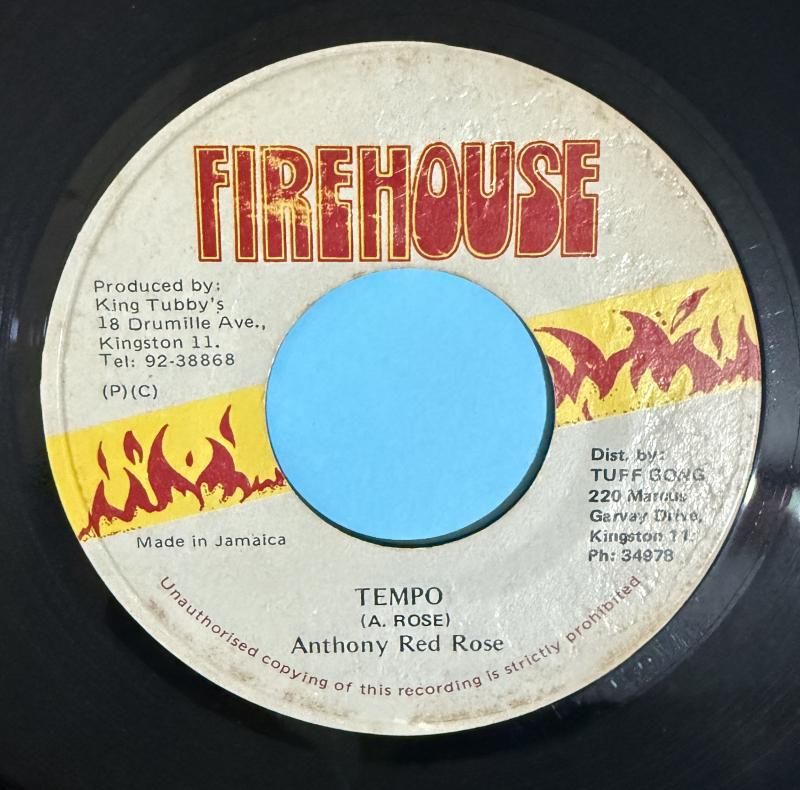 FIREHOUSE
Produced by:
King Tubby's
18 Drumille Ave.,
Kingston 11.
Tel: 92-38868
(P)(C)
Dist. by:
TUFF GONG
220 Marcus
Garvay Drive,
Kingston 11.
Ph: 34978
Made in Jamaica
TEMPO
(A. ROSE)
Anthony Red Rose
Unauthorised copying of this recording is strictly prohibited